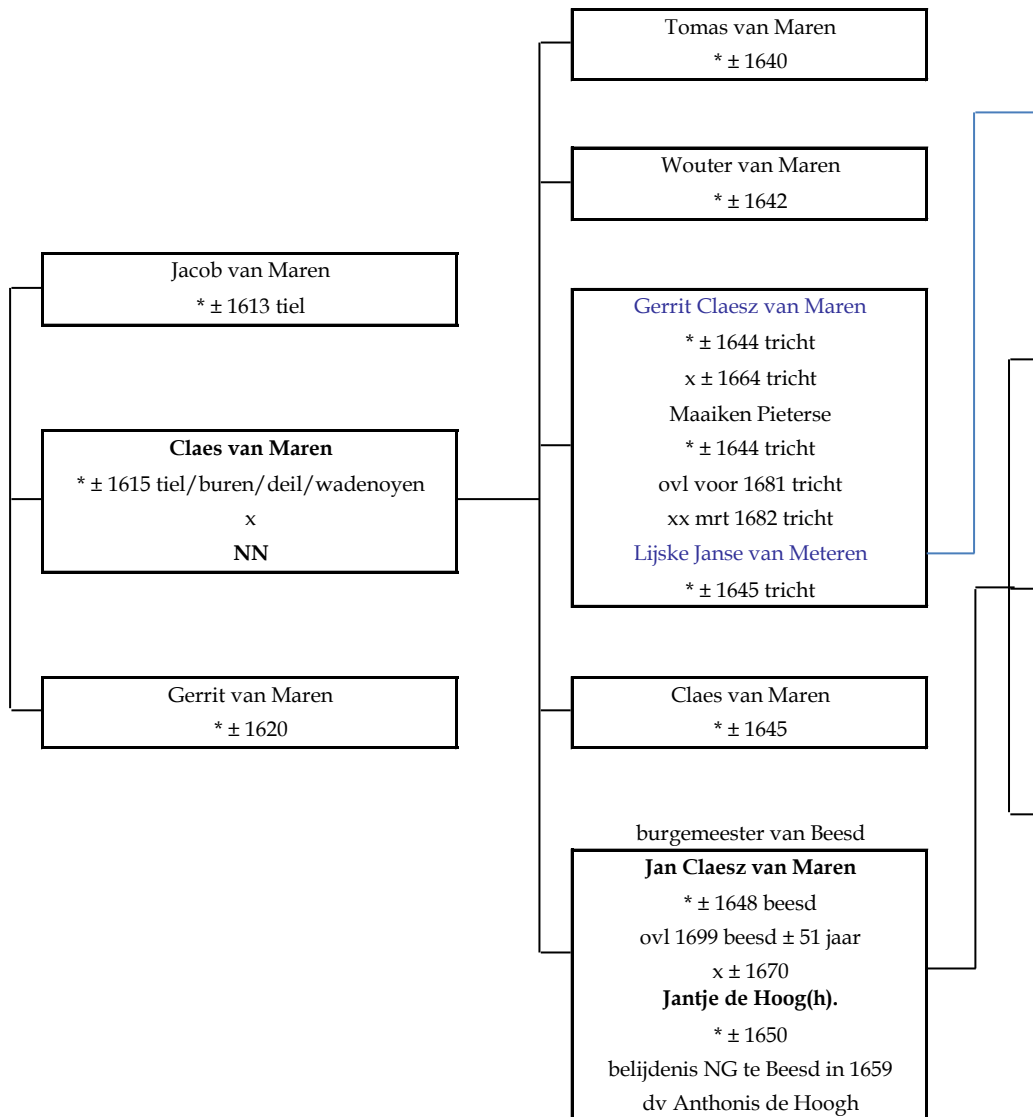 Jacob van Maren
* ± 1613 tiel
Claes van Maren
* ± 1615 tiel/buren/deil/wadenoyen
x
NN
Gerrit van Maren
* ± 1620
Tomas van Maren
* ± 1640
Wouter van Maren
* ± 1642
Gerrit Claesz van Maren
* ± 1644 tricht
x ± 1664 tricht
Maaiken Pieterse
* ± 1644 tricht
ovl voor 1681 tricht
xx mrt 1682 tricht
Lijske Janse van Meteren
* ± 1645 tricht
Claes van Maren
* ± 1645
burgemeester van Beesd
Jan Claesz van Maren
* ± 1648 beesd
ovl 1699 beesd ± 51 jaar
x ± 1670
Jantje de Hoog(h).
* ± 1650
belijdenis NG te Beesd in 1659
dv Anthonis de Hoogh